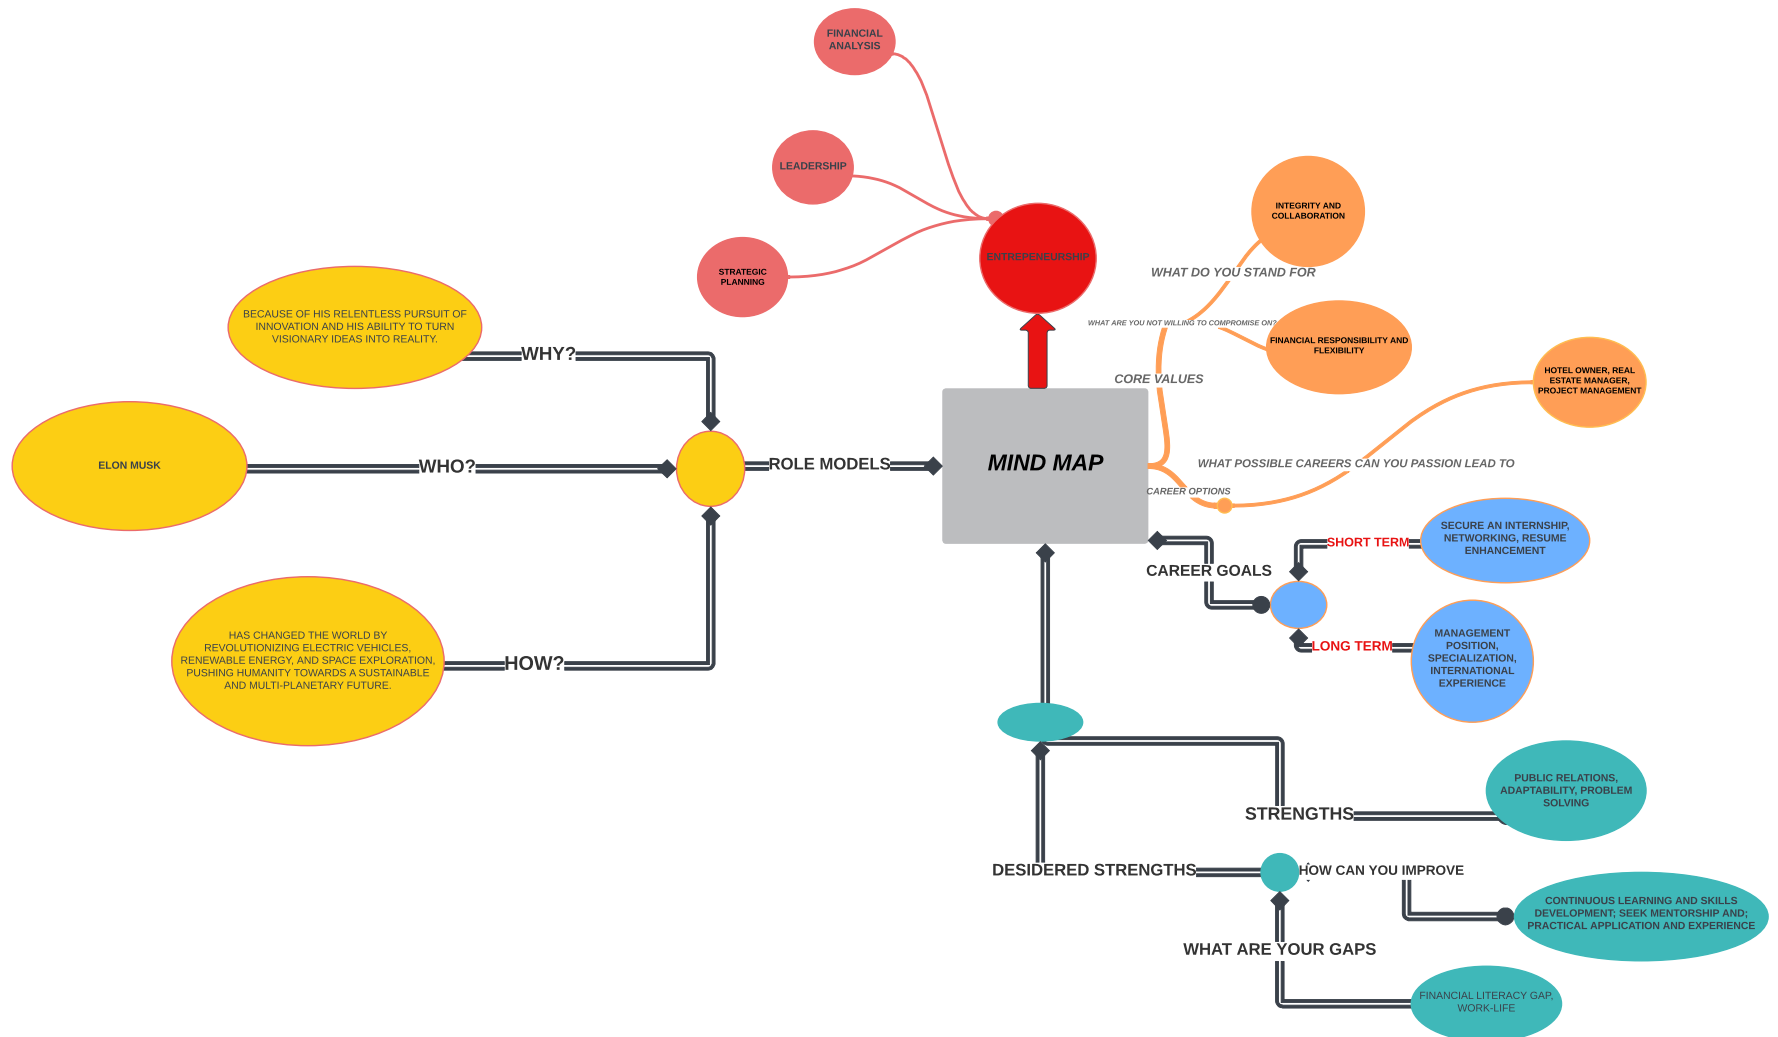 FINANCIAL
ANALYSIS
LEADERSHIP
STRATEGIC
PLANNING
ENTREPENEURSHIP
INTEGRITY AND
COLLABORATION
WHAT DO YOU STAND FOR
WHAT ARE YOU NOT WILLING TO COMPROMISE ON?
FINANCIAL RESPONSIBILITY AND
FLEXIBILITY
CORE VALUES
HOTEL OWNER, REAL
ESTATE MANAGER,
PROJECT MANAGEMENT
WHAT POSSIBLE CAREERS CAN YOU PASSION LEAD TO
CAREER OPTIONS
BECAUSE OF HIS RELENTLESS PURSUIT OF
INNOVATION AND HIS ABILITY TO TURN
VISIONARY IDEAS INTO REALITY.
WHY?
ELON MUSK
WHO?
ROLE MODELS
MIND MAP
HAS CHANGED THE WORLD BY
REVOLUTIONIZING ELECTRIC VEHICLES,
RENEWABLE ENERGY, AND SPACE EXPLORATION,
PUSHING HUMANITY TOWARDS A SUSTAINABLE
AND MULTI-PLANETARY FUTURE.
HOW?
CAREER GOALS
SHORT TERM
SECURE AN INTERNSHIP,
NETWORKING, RESUME
ENHANCEMENT
LONG TERM
MANAGEMENT
POSITION,
SPECIALIZATION,
INTERNATIONAL
EXPERIENCE
STRENGTHS
PUBLIC RELATIONS,
ADAPTABILITY, PROBLEM
SOLVING
DESIDERED STRENGTHS
HOW CAN YOU IMPROVE
CONTINUOUS LEARNING AND SKILLS
DEVELOPMENT; SEEK MENTORSHIP AND;
PRACTICAL APPLICATION AND EXPERIENCE
WHAT ARE YOUR GAPS
FINANCIAL LITERACY GAP,
WORK-LIFE